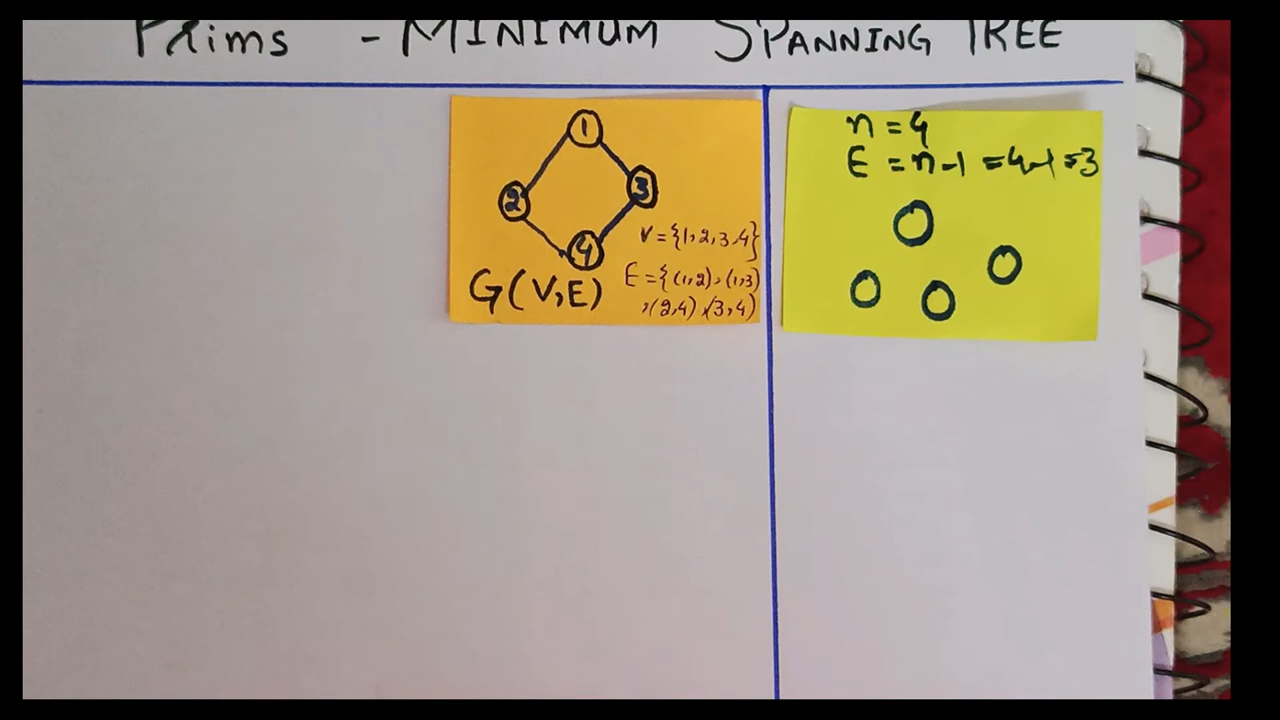 Prims - MINIMUM SPANNING TREE
1
2
3
4
V = {1,2,3,4}
G(V,E)
E = {(1,2),(1,3)
,(2,4),(3,4)
n = 4
E = n-1 = 4-1 = 3